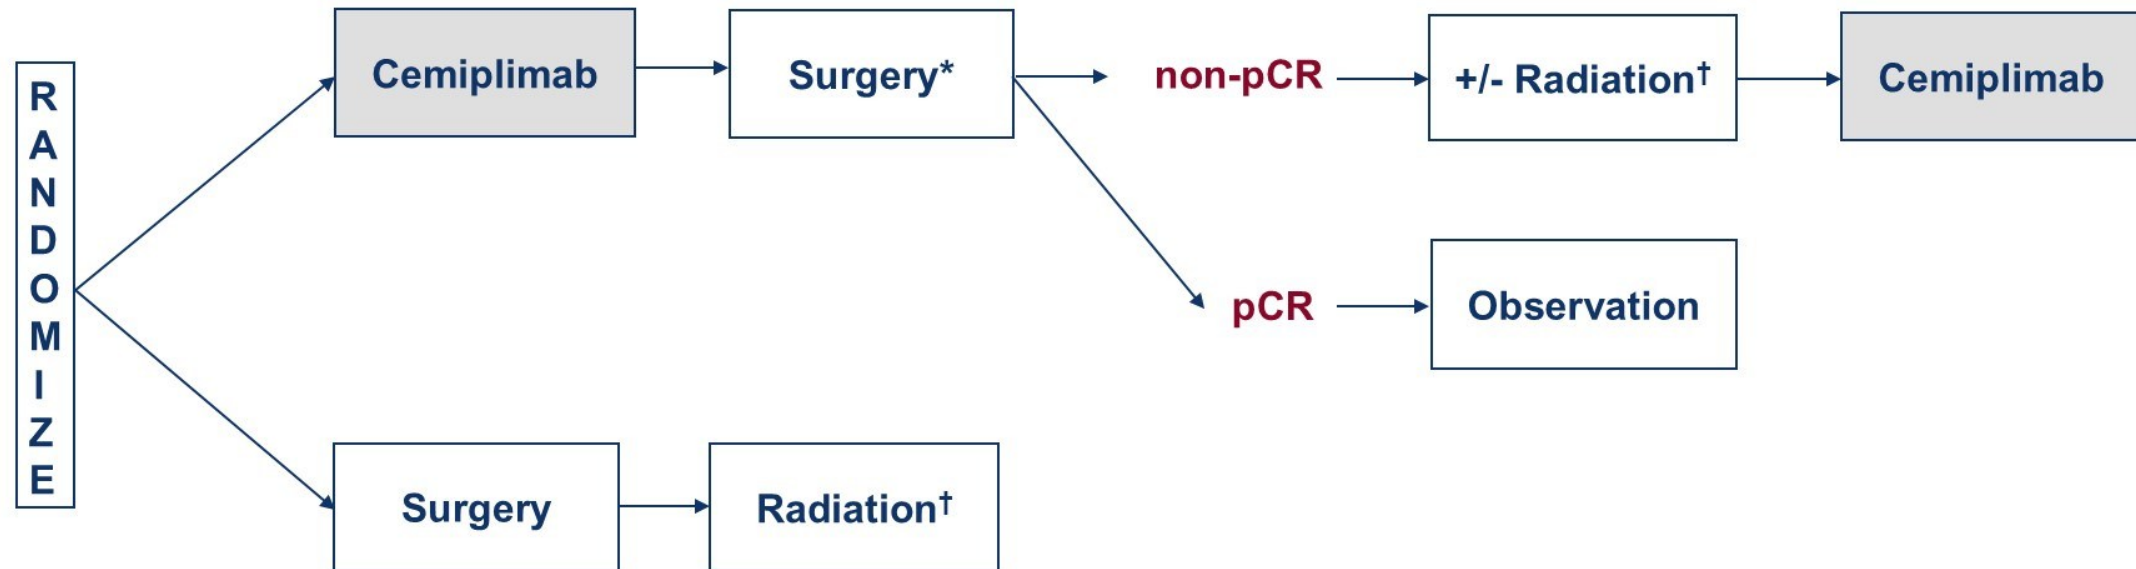 RANDOMIZE
Cemiplimab
Surgery*
non-pCR
+/- Radiation†
Cemiplimab
pCR
Observation
Surgery
Radiation†